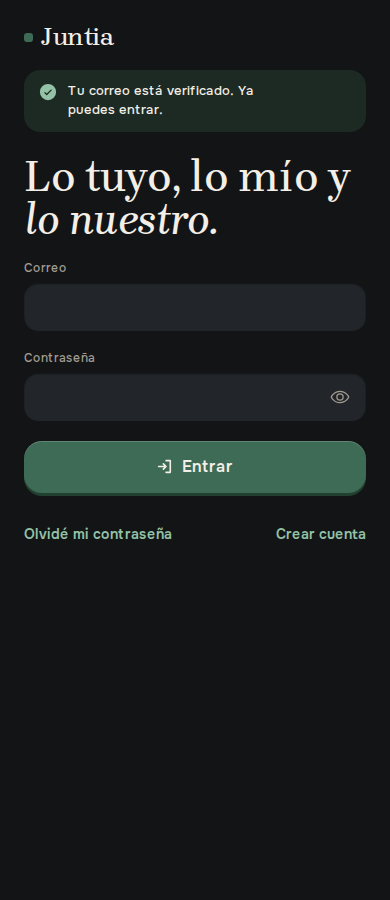 Juntia
Tu correo está verificado. Ya
puedes entrar.
Lo tuyo, lo mío y
lo nuestro.
Correo
Contraseña
Entrar
Olvidé mi contraseña
Crear cuenta